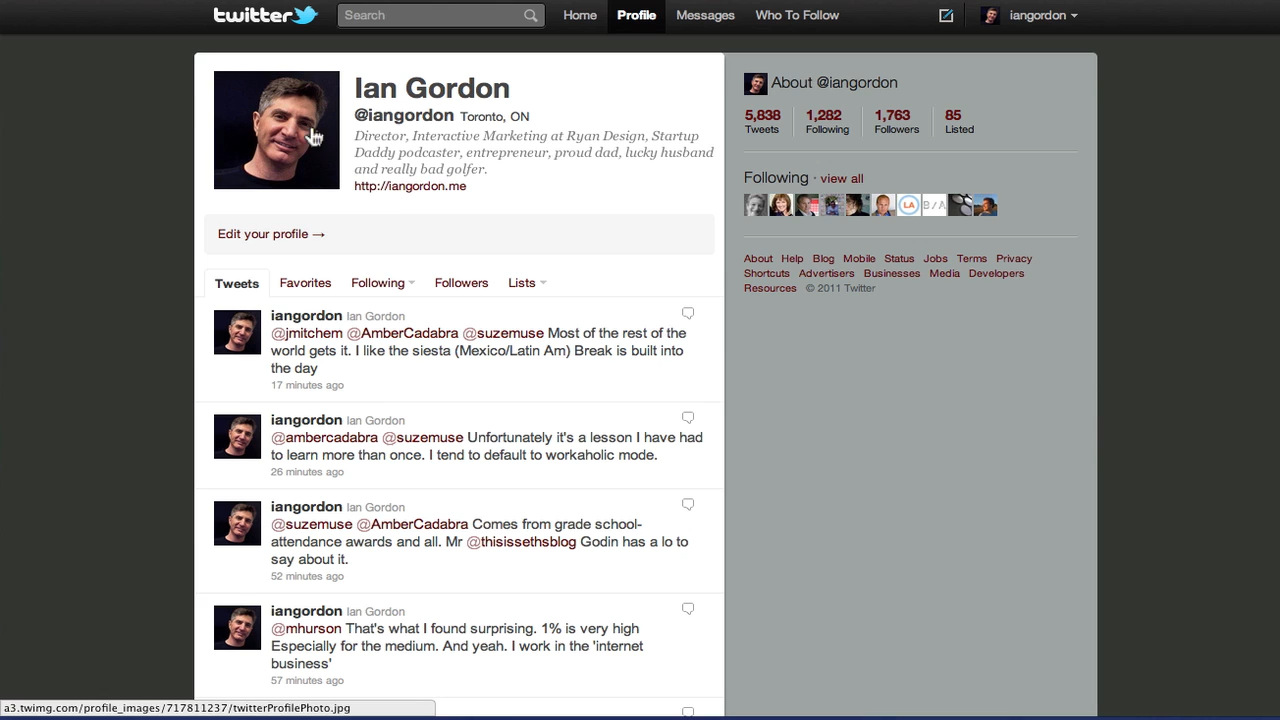 twitter
Search
Home
Profile
Messages
Who To Follow
iangordon
Ian Gordon
@iangordon Toronto, ON
Director, Interactive Marketing at Ryan Design, Startup
Daddy podcaster, entrepreneur, proud dad, lucky husband
and really bad golfer.
http://iangordon.me
Edit your profile →
Tweets
Favorites
Following
Followers
Lists
iangordon Ian Gordon
@jmitchem @AmberCadabra @suzemuse Most of the rest of the
world gets it. I like the siesta (Mexico/Latin Am) Break is built into
the day
17 minutes ago
iangordon Ian Gordon
@ambercadabra @suzemuse Unfortunately it's a lesson I have had
to learn more than once. I tend to default to workaholic mode.
26 minutes ago
iangordon Ian Gordon
@suzemuse @AmberCadabra Comes from grade school-
attendance awards and all. Mr @thisissethsblog Godin has a lo to
say about it.
52 minutes ago
iangordon Ian Gordon
@mhurson That's what I found surprising. 1% is very high
Especially for the medium. And yeah. I work in the 'internet
business'
57 minutes ago
About @iangordon
5,838 1,282 1,763 85
Tweets Following Followers Listed
Following · view all
LA
B/A
About Help Blog Mobile Status Jobs Terms Privacy
Shortcuts Advertisers Businesses Media Developers
Resources © 2011 Twitter
a3.twimg.com/profile_images/717811237/twitterProfilePhoto.jpg